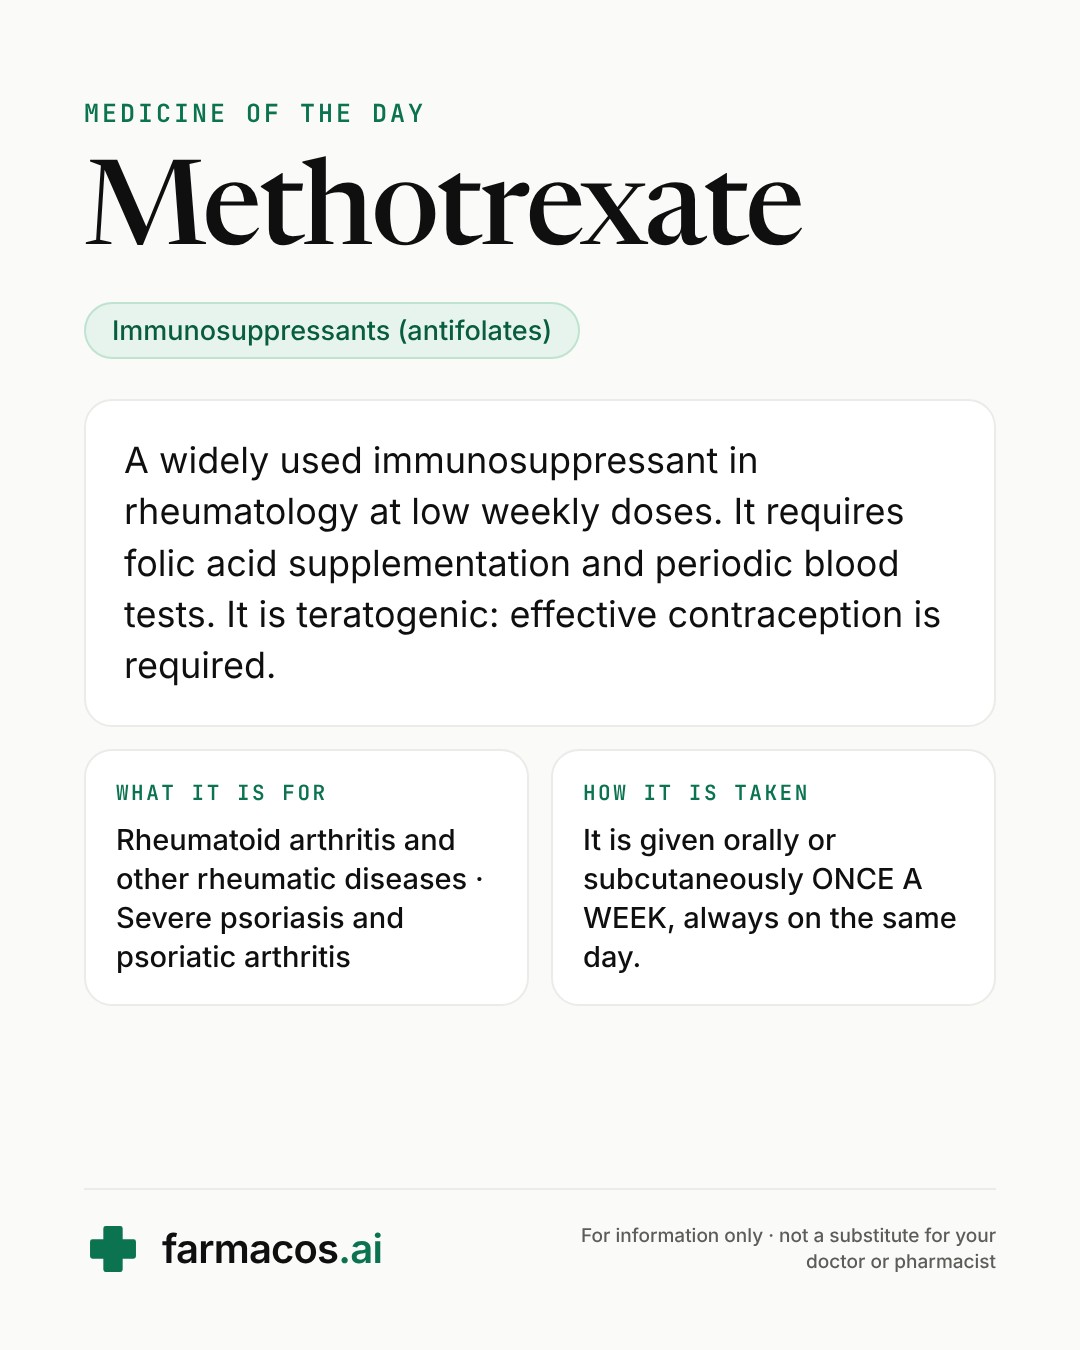 MEDICINE OF THE DAY
Methotrexate
Immunosuppressants (antifolates)
A widely used immunosuppressant in
rheumatology at low weekly doses. It requires
folic acid supplementation and periodic blood
tests. It is teratogenic: effective contraception is
required.
WHAT IT IS FOR
Rheumatoid arthritis and
other rheumatic diseases ·
Severe psoriasis and
psoriatic arthritis
HOW IT IS TAKEN
It is given orally or
subcutaneously ONCE A
WEEK, always on the same
day.
farmacos.ai
For information only · not a substitute for your
doctor or pharmacist